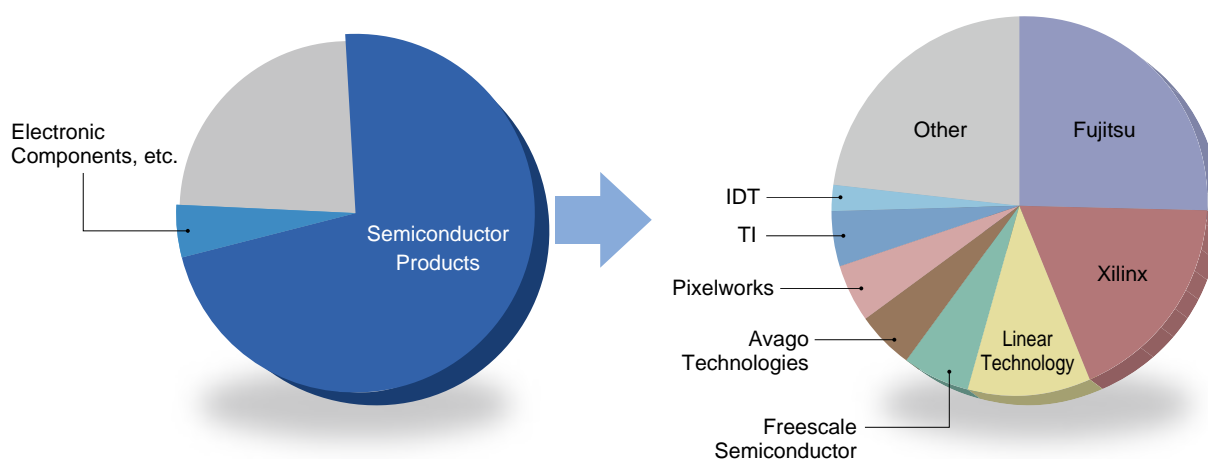 Electronic
Components, etc.
Semiconductor
Products
Other
Fujitsu
IDT
TI
Xilinx
Pixelworks
Avago
Technologies
Linear
Technology
Freescale
Semiconductor